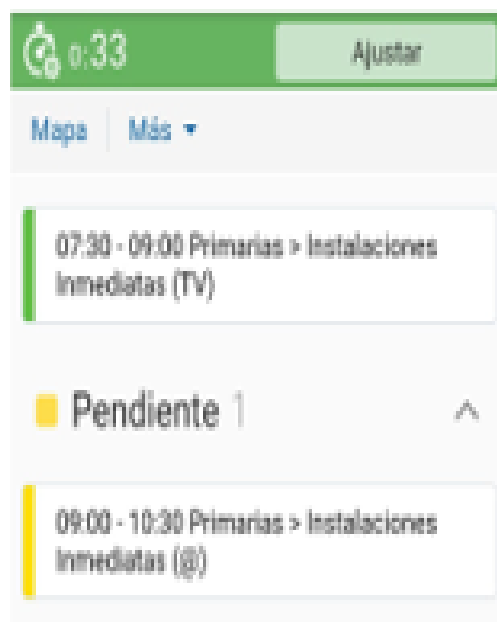 0:33 Ajustar
Mapa Más
07:30 - 09:00 Primarias > Instalaciones
Inmediatas (TV)
Pendiente 1
09:00 - 10:30 Primarias > Instalaciones
Inmediatas (@)